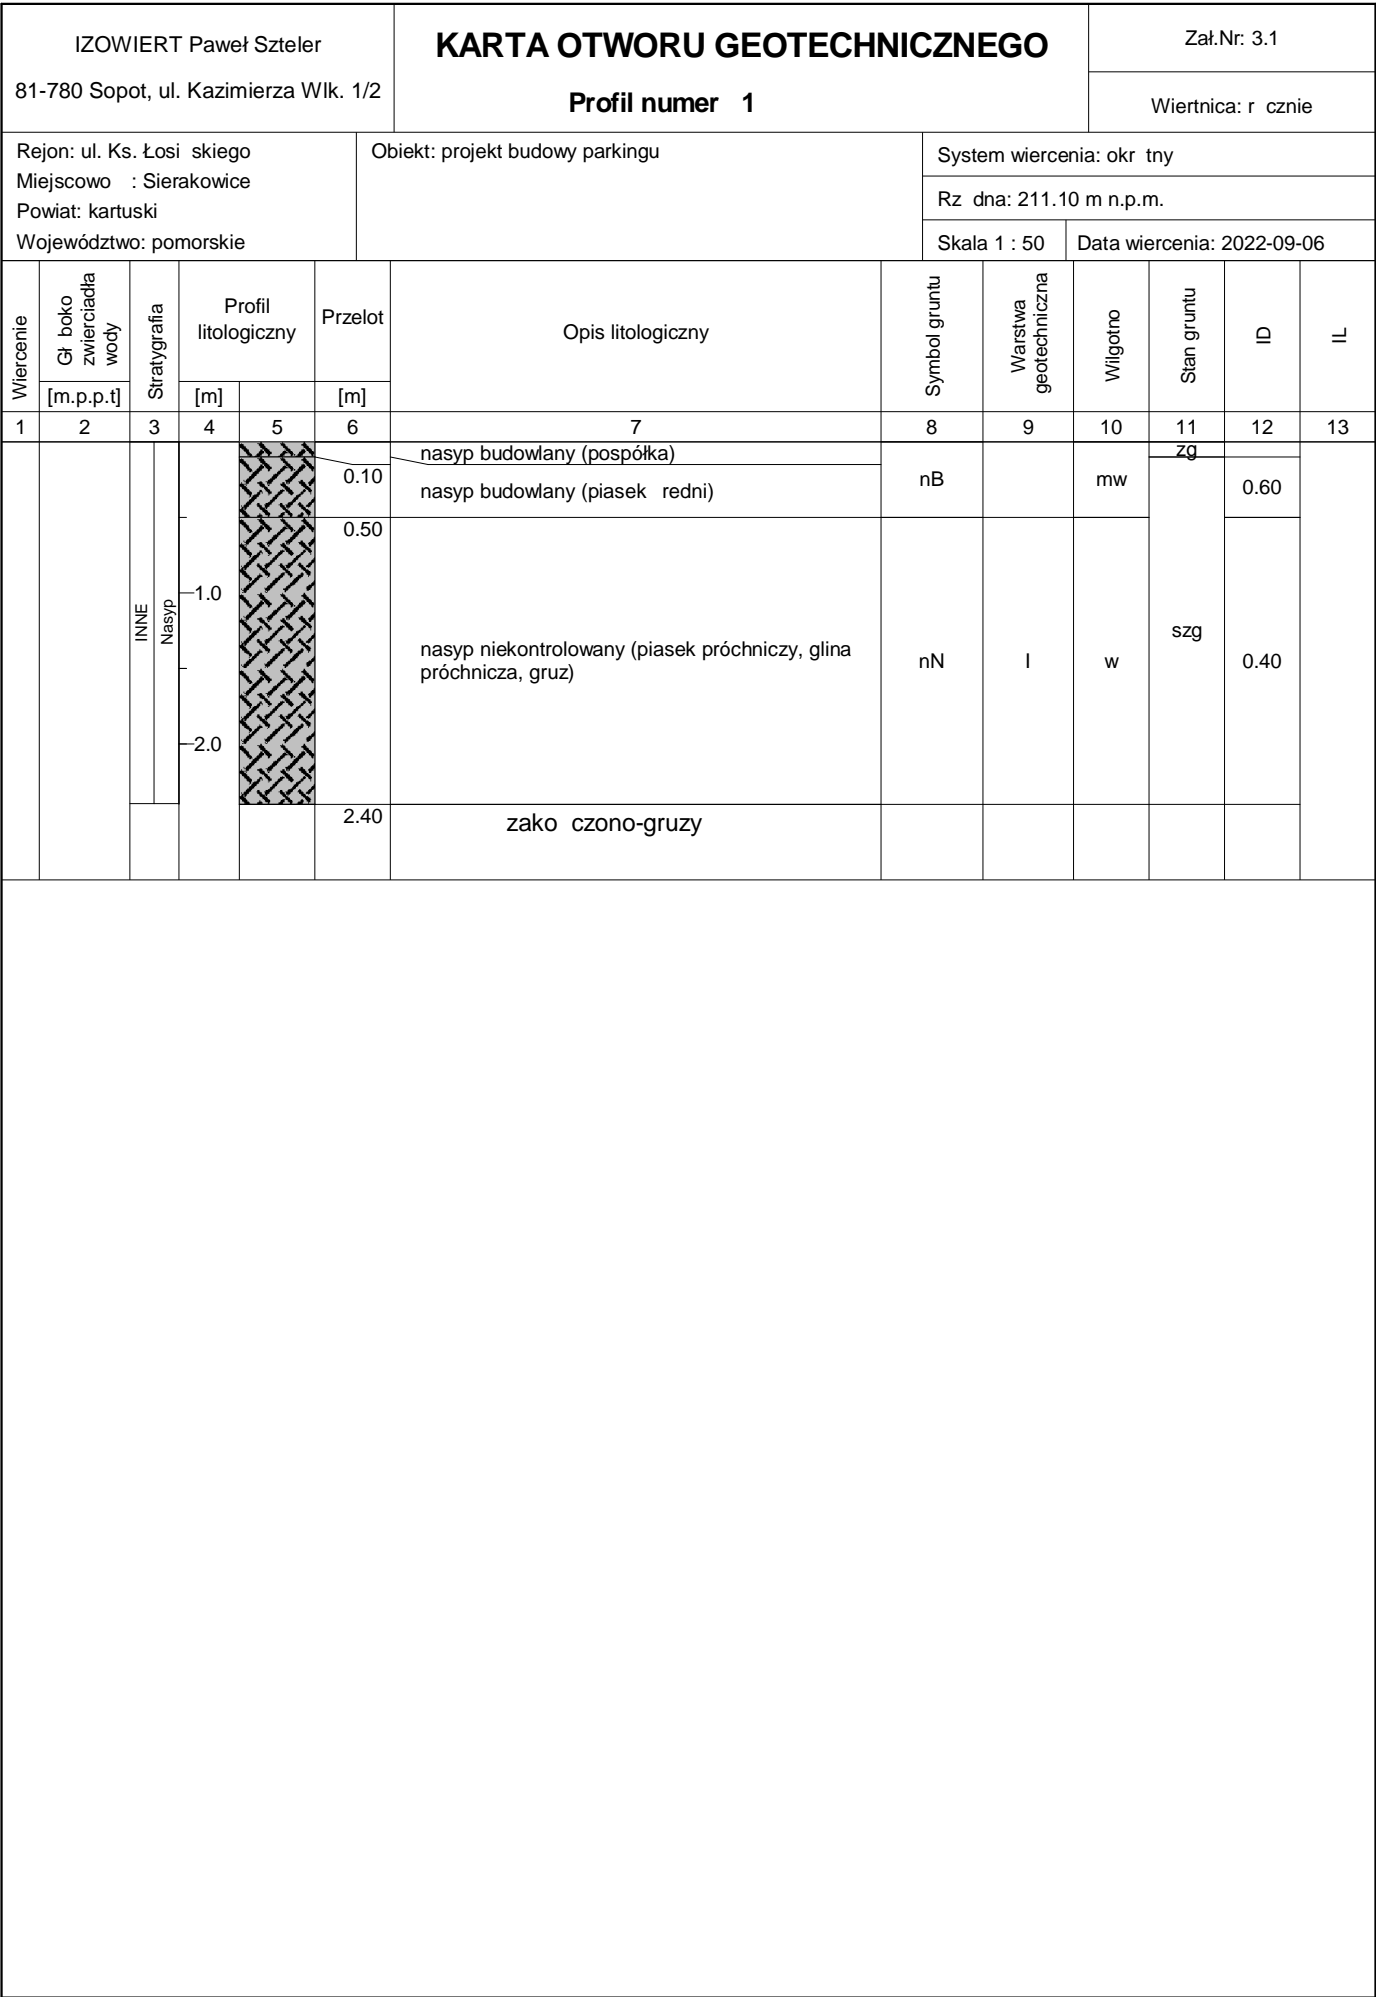 IZOWIERT Paweł Szteler
81-780 Sopot, ul. Kazimierza Wlk. 1/2
KARTA OTWORU GEOTECHNICZNEGO
Profil numer 1
Zał.Nr: 3.1
Wiertnica: r cznie
Rejon: ul. Ks. Łosi skiego
Miejscowo : Sierakowice
Powiat: kartuski
Województwo: pomorskie
Obiekt: projekt budowy parkingu
System wiercenia: okr tny
Rz dna: 211.10 m n.p.m.
Skala 1 : 50
Data wiercenia: 2022-09-06
Wiercenie
Gł boko
zwierciadła
wody
[m.p.p.t]
Stratygrafia
Profil
litologiczny
[m]
Przelot
[m]
Opis litologiczny
Symbol gruntu
Warstwa
geotechniczna
Wilgotno
Stan gruntu
ID
IL
1 2 3 4 5 6 7 8 9 10 11 12 13
nasyp budowlany (pospółka)
zg
0.10
nasyp budowlany (piasek redni)
nB
mw
0.60
0.50
1.0
INNE
Nasyp
nasyp niekontrolowany (piasek próchniczy, glina
próchnicza, gruz)
nN
I
w
szg
0.40
2.0
2.40
zako czono-gruzy